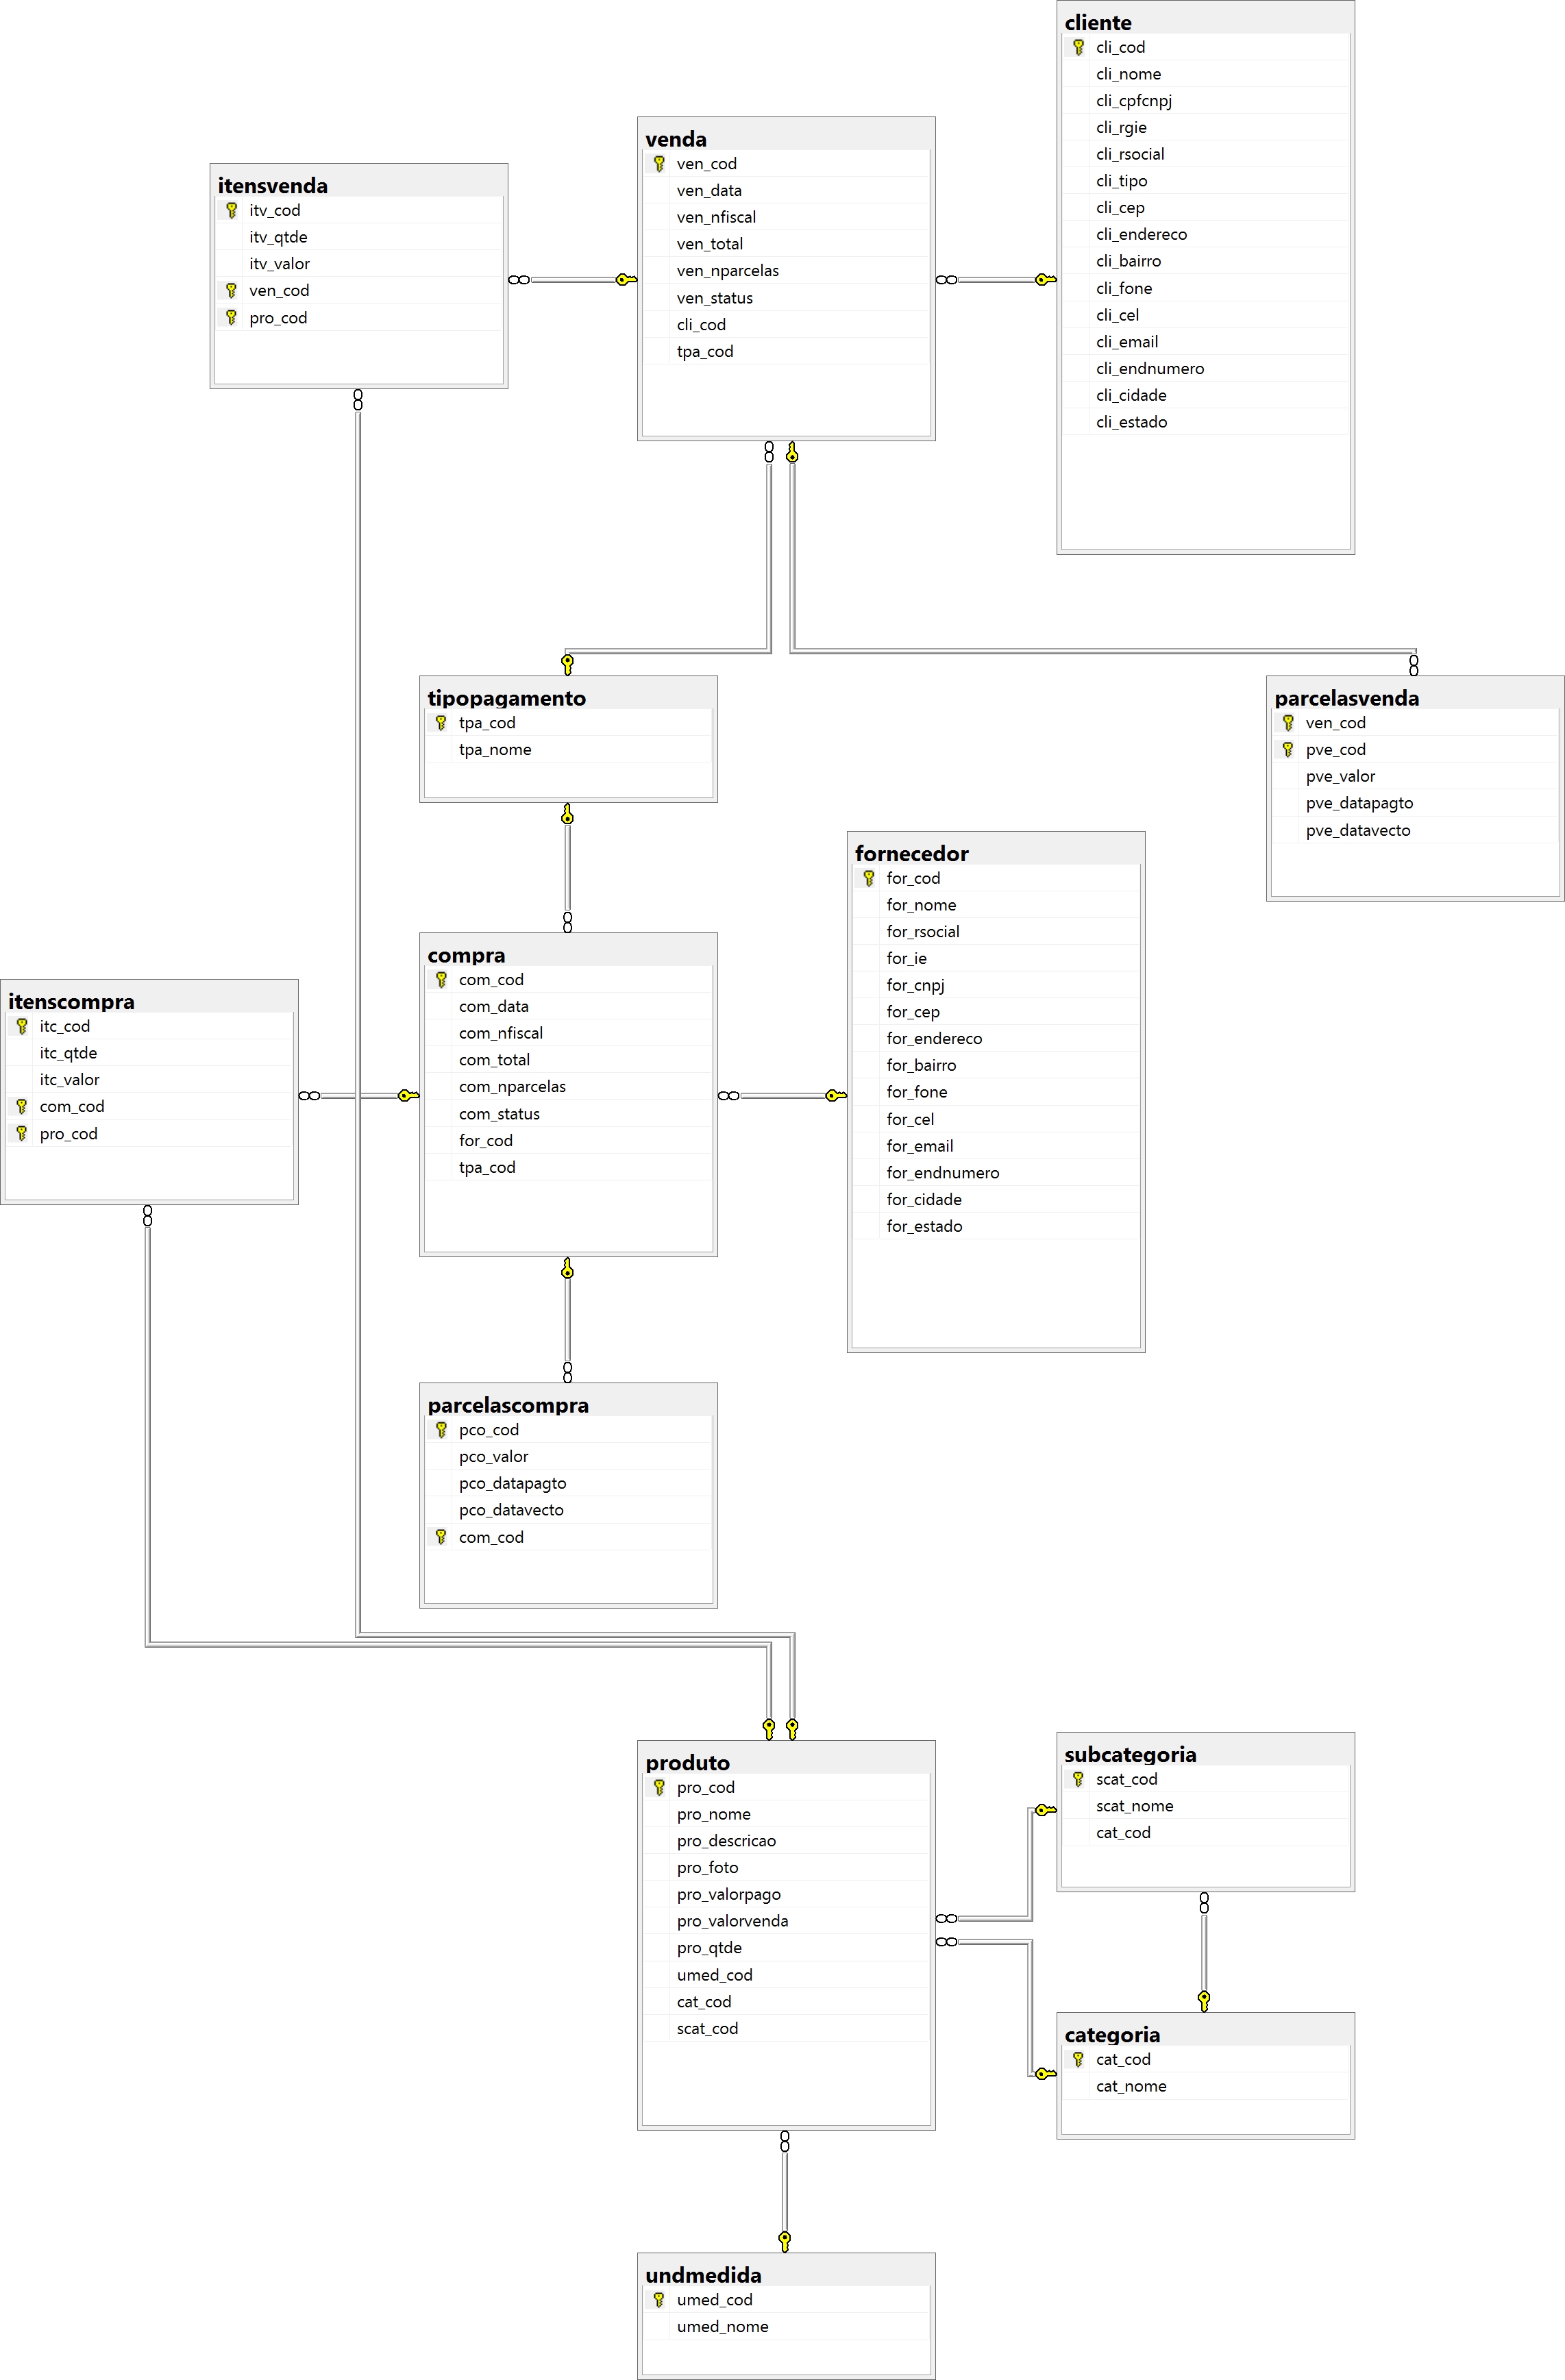 cliente
cli_cod
cli_nome
cli_cpfcnpj
cli_rgie
cli_rsocial
cli_tipo
cli_cep
cli_endereco
cli_bairro
cli_fone
cli_cel
cli_email
cli_endnumero
cli_cidade
cli_estado
venda
ven_cod
ven_data
ven_nfiscal
ven_total
ven_nparcelas
ven_status
cli_cod
tpa_cod
itensvenda
itv_cod
itv_qtde
itv_valor
ven_cod
pro_cod
tipopagamento
tpa_cod
tpa_nome
parcelasvenda
ven_cod
pve_cod
pve_valor
pve_datapagto
pve_datavecto
fornecedor
for_cod
for_nome
for_rsocial
for_ie
for_cnpj
for_cep
for_endereco
for_bairro
for_fone
for_cel
for_email
for_endnumero
for_cidade
for_estado
compra
com_cod
com_data
com_nfiscal
com_total
com_nparcelas
com_status
for_cod
tpa_cod
itenscompra
itc_cod
itc_qtde
itc_valor
com_cod
pro_cod
parcelascompra
pco_cod
pco_valor
pco_datapagto
pco_datavecto
com_cod
produto
pro_cod
pro_nome
pro_descricao
pro_foto
pro_valorpago
pro_valorvenda
pro_qtde
umed_cod
cat_cod
scat_cod
subcategoria
scat_cod
scat_nome
cat_cod
categoria
cat_cod
cat_nome
undmedida
umed_cod
umed_nome